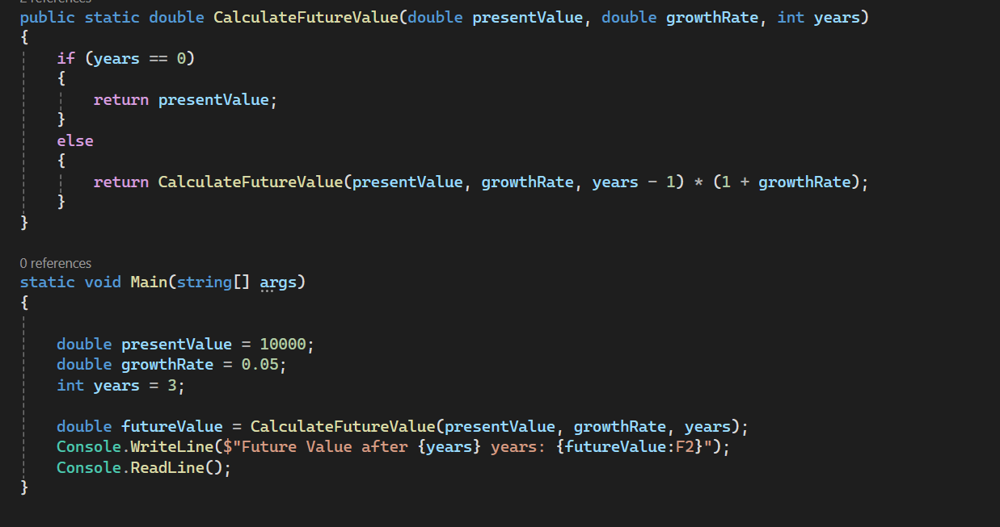 2 references
public static double CalculateFutureValue(double presentValue, double growthRate, int years)
{
if (years == 0)
{
return presentValue;
}
else
{
return CalculateFutureValue(presentValue, growthRate, years - 1) * (1 + growthRate);
}
}
0 references
static void Main(string[] args)
{
double presentValue = 10000;
double growthRate = 0.05;
int years = 3;
double futureValue = CalculateFutureValue(presentValue, growthRate, years);
Console.WriteLine($"Future Value after {years} years: {futureValue:F2}");
Console.ReadLine();
}